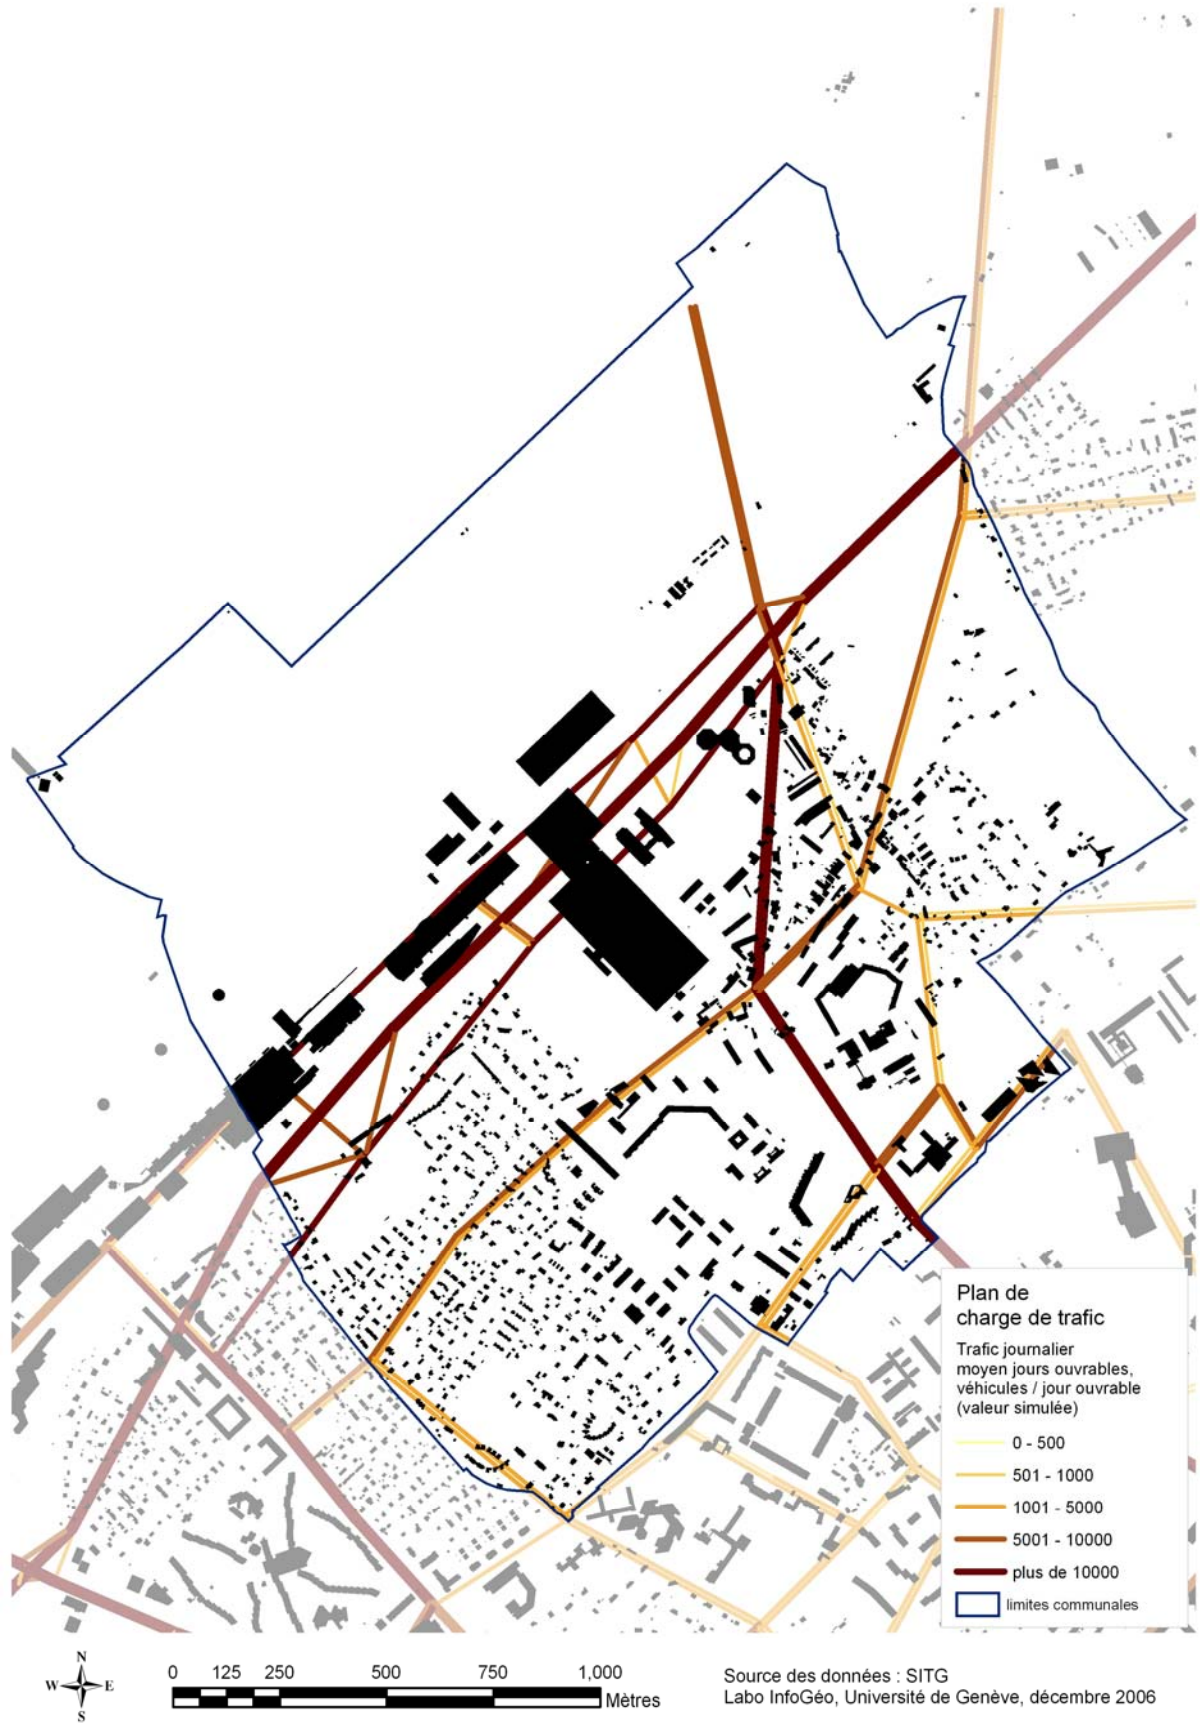 Plan de
charge de trafic
Trafic journalier
moyen jours ouvrables,
véhicules / jour ouvrable
(valeur simulée)
0 - 500
501 - 1000
1001 - 5000
5001 - 10000
plus de 10000
limites communales
N
W E
S
0 125 250 500 750 1,000
Mètres
Source des données : SITG
Labo InfoGéo, Université de Genève, décembre 2006